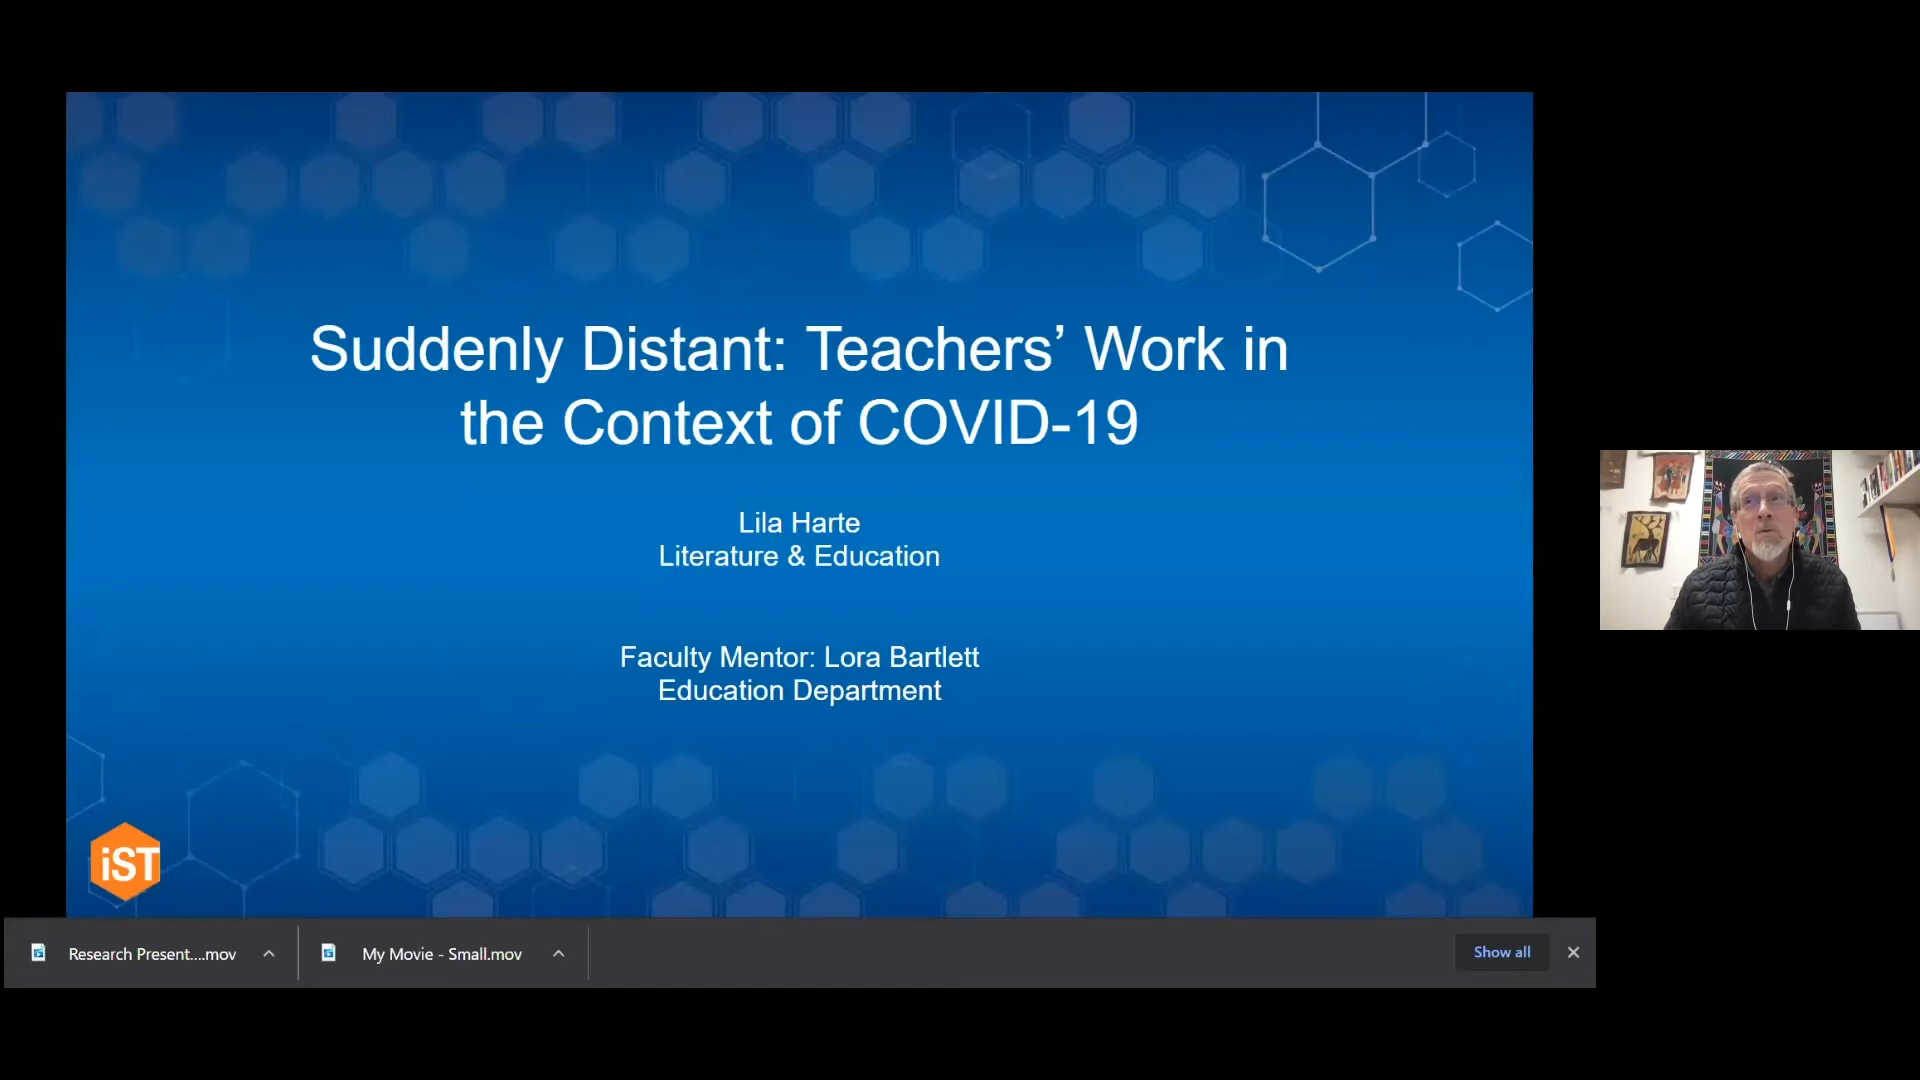 Suddenly Distant: Teachers’ Work in
the Context of COVID-19
Lila Harte
Literature & Education
Faculty Mentor: Lora Bartlett
Education Department
iST
Research Present....mov
My Movie - Small.mov
Show all